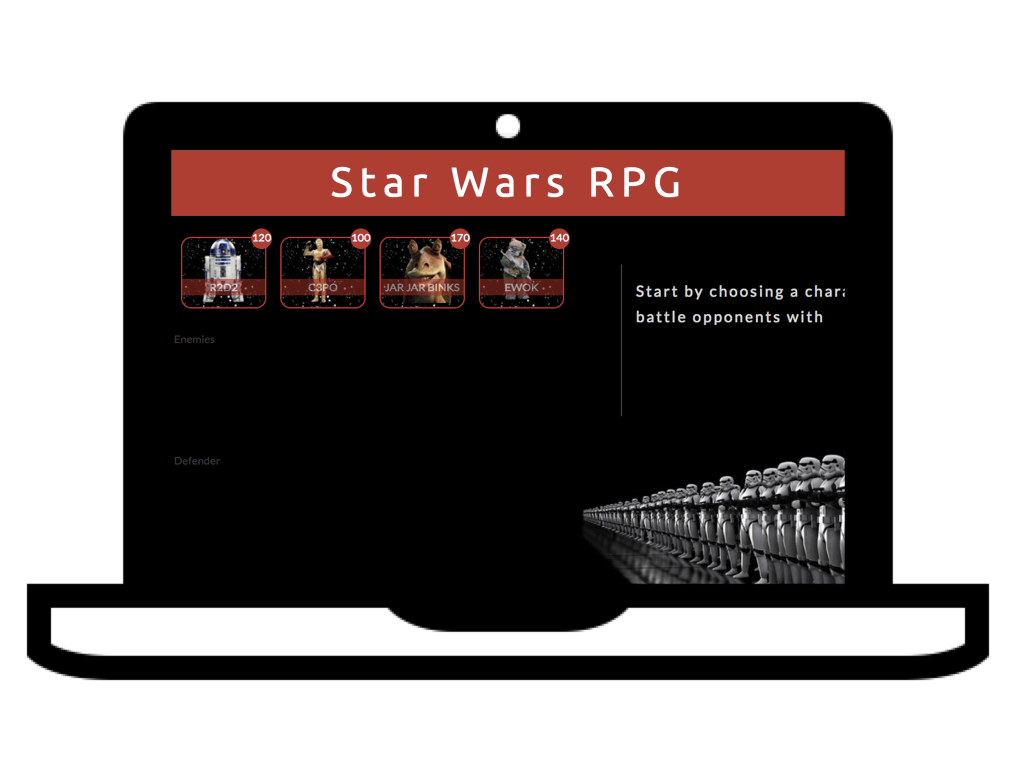 Star Wars RPG
120
100
170
140
R2D2
C3PO
JAR JAR BINKS
EWOK
Start by choosing a chara
battle opponents with
Enemies
Defender